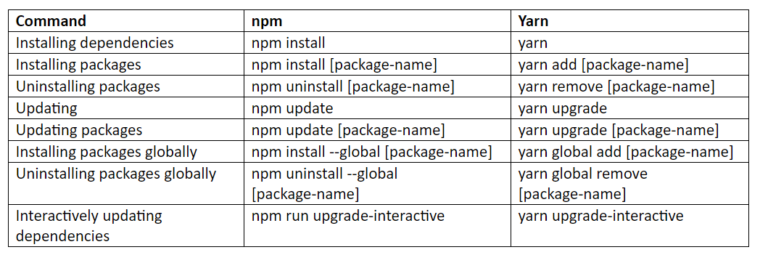 Command npm Yarn
Installing dependencies npm install yarn
Installing packages npm install [package-name] yarn add [package-name]
Uninstalling packages npm uninstall [package-name] yarn remove [package-name]
Updating npm update yarn upgrade
Updating packages npm update [package-name] yarn upgrade [package-name]
Installing packages globally npm install --global [package-name] yarn global add [package-name]
Uninstalling packages globally npm uninstall --global yarn global remove
[package-name] [package-name]
Interactively updating npm run upgrade-interactive yarn upgrade-interactive
dependencies